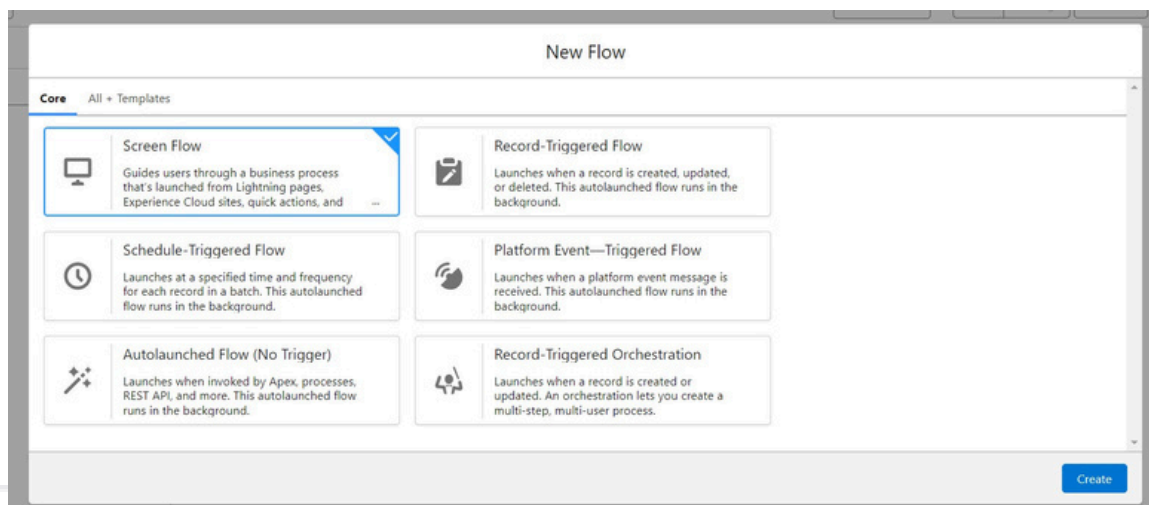 New Flow
Core All + Templates
Screen Flow
Guides users through a business process
that's launched from Lightning pages,
Experience Cloud sites, quick actions, and ...
Record-Triggered Flow
Launches when a record is created, updated,
or deleted. This autolaunched flow runs in the
background.
Schedule-Triggered Flow
Launches at a specified time and frequency
for each record in a batch. This autolaunched
flow runs in the background.
Platform Event—Triggered Flow
Launches when a platform event message is
received. This autolaunched flow runs in the
background.
Autolaunched Flow (No Trigger)
Launches when invoked by Apex, processes,
REST API, and more. This autolaunched flow
runs in the background.
Record-Triggered Orchestration
Launches when a record is created or
updated. An orchestration lets you create a
multi-step, multi-user process.
Create